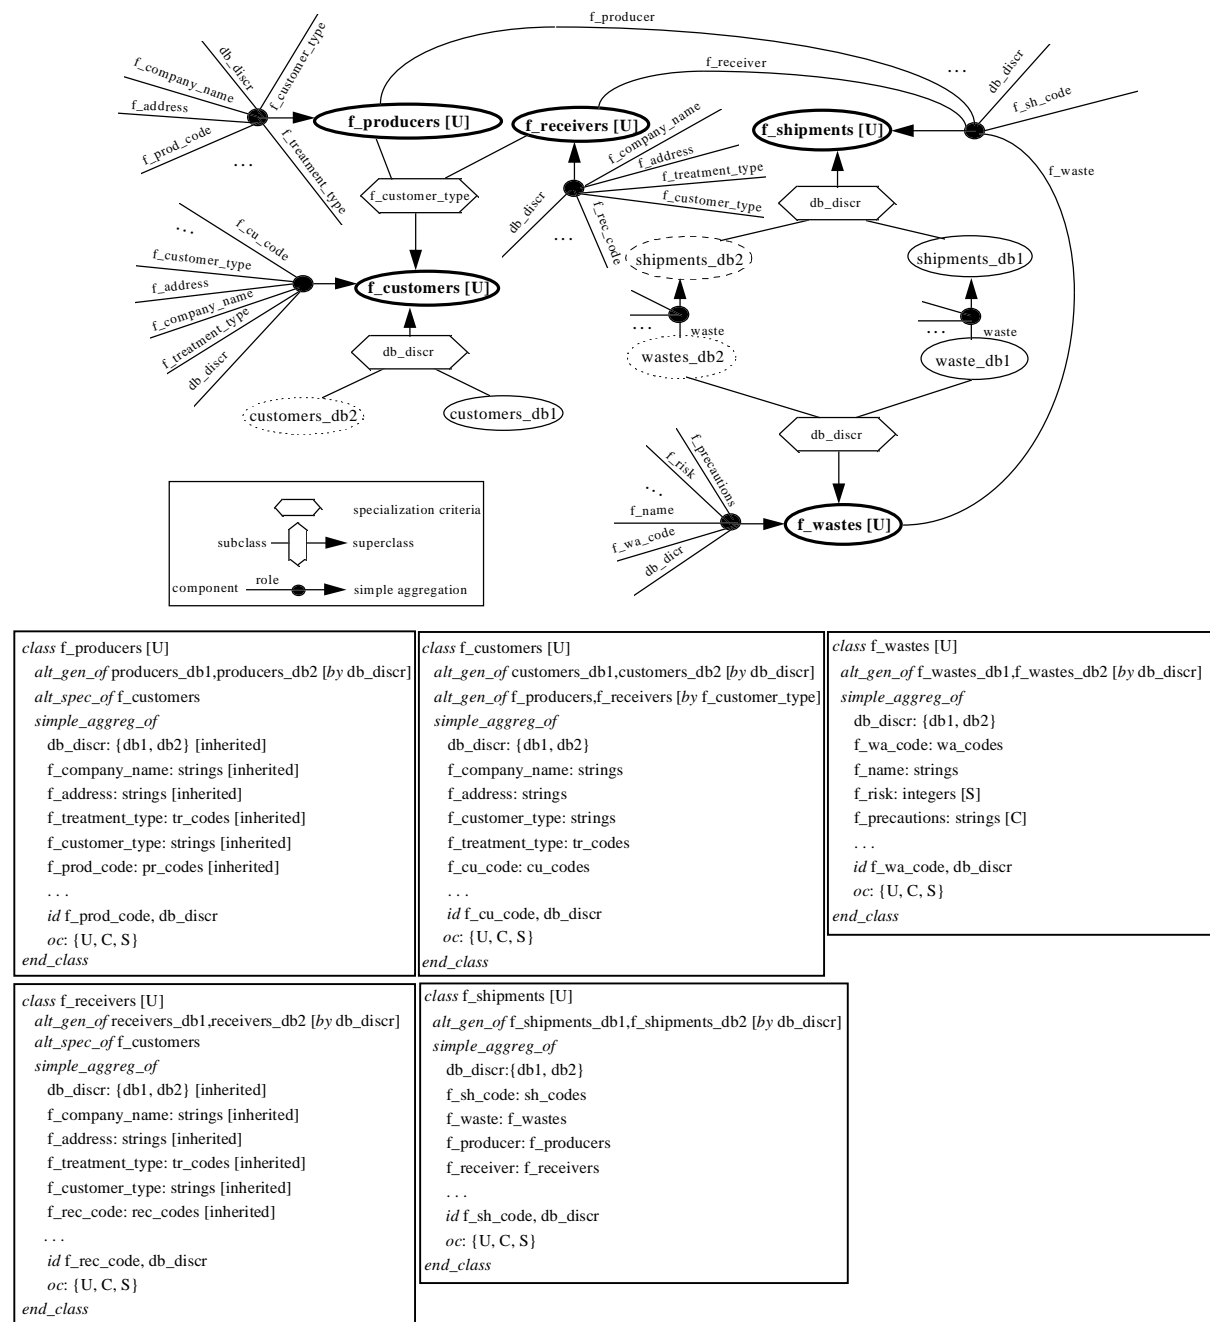 f_producer
f_receiver
. . .
db_discr
f_sh_code
f_customer_type
db_discr
f_company_name
f_address
f_prod_code
. . .
f_treatment_type
f_producers [U]
f_receivers [U]
f_shipments [U]
f_company_name
f_address
f_treatment_type
f_customer_type
db_discr
f_rec_code
. . .
f_waste
f_customer_type
db_discr
. . .
f_cu_code
f_customer_type
f_address
f_company_name
f_treatment_type
db_discr
f_customers [U]
shipments_db2
shipments_db1
. . .
waste
. . .
waste
db_discr
wastes_db2
waste_db1
customers_db2
customers_db1
db_discr
f_precautions
f_risk
. . .
f_name
f_wa_code
db_dicr
f_wastes [U]
specialization criteria
subclass
superclass
component
role
simple aggregation
class f_producers [U]
alt_gen_of producers_db1,producers_db2 [by db_discr]
alt_spec_of f_customers
simple_aggreg_of
db_discr: {db1, db2} [inherited]
f_company_name: strings [inherited]
f_address: strings [inherited]
f_treatment_type: tr_codes [inherited]
f_customer_type: strings [inherited]
f_prod_code: pr_codes [inherited]
. . .
id f_prod_code, db_discr
oc: {U, C, S}
end_class
class f_customers [U]
alt_gen_of customers_db1,customers_db2 [by db_discr]
alt_gen_of f_producers,f_receivers [by f_customer_type]
simple_aggreg_of
db_discr: {db1, db2}
f_company_name: strings
f_address: strings
f_customer_type: strings
f_treatment_type: tr_codes
f_cu_code: cu_codes
. . .
id f_cu_code, db_discr
oc: {U, C, S}
end_class
class f_wastes [U]
alt_gen_of f_wastes_db1,f_wastes_db2 [by db_discr]
simple_aggreg_of
db_discr: {db1, db2}
f_wa_code: wa_codes
f_name: strings
f_risk: integers [S]
f_precautions: strings [C]
. . .
id f_wa_code, db_discr
oc: {U, C, S}
end_class
class f_receivers [U]
alt_gen_of receivers_db1,receivers_db2 [by db_discr]
alt_spec_of f_customers
simple_aggreg_of
db_discr: {db1, db2} [inherited]
f_company_name: strings [inherited]
f_address: strings [inherited]
f_treatment_type: tr_codes [inherited]
f_customer_type: strings [inherited]
f_rec_code: rec_codes [inherited]
. . .
id f_rec_code, db_discr
oc: {U, C, S}
end_class
class f_shipments [U]
alt_gen_of f_shipments_db1,f_shipments_db2 [by db_discr]
simple_aggreg_of
db_discr:{db1, db2}
f_sh_code: sh_codes
f_waste: f_wastes
f_producer: f_producers
f_receiver: f_receivers
. . .
id f_sh_code, db_discr
oc: {U, C, S}
end_class